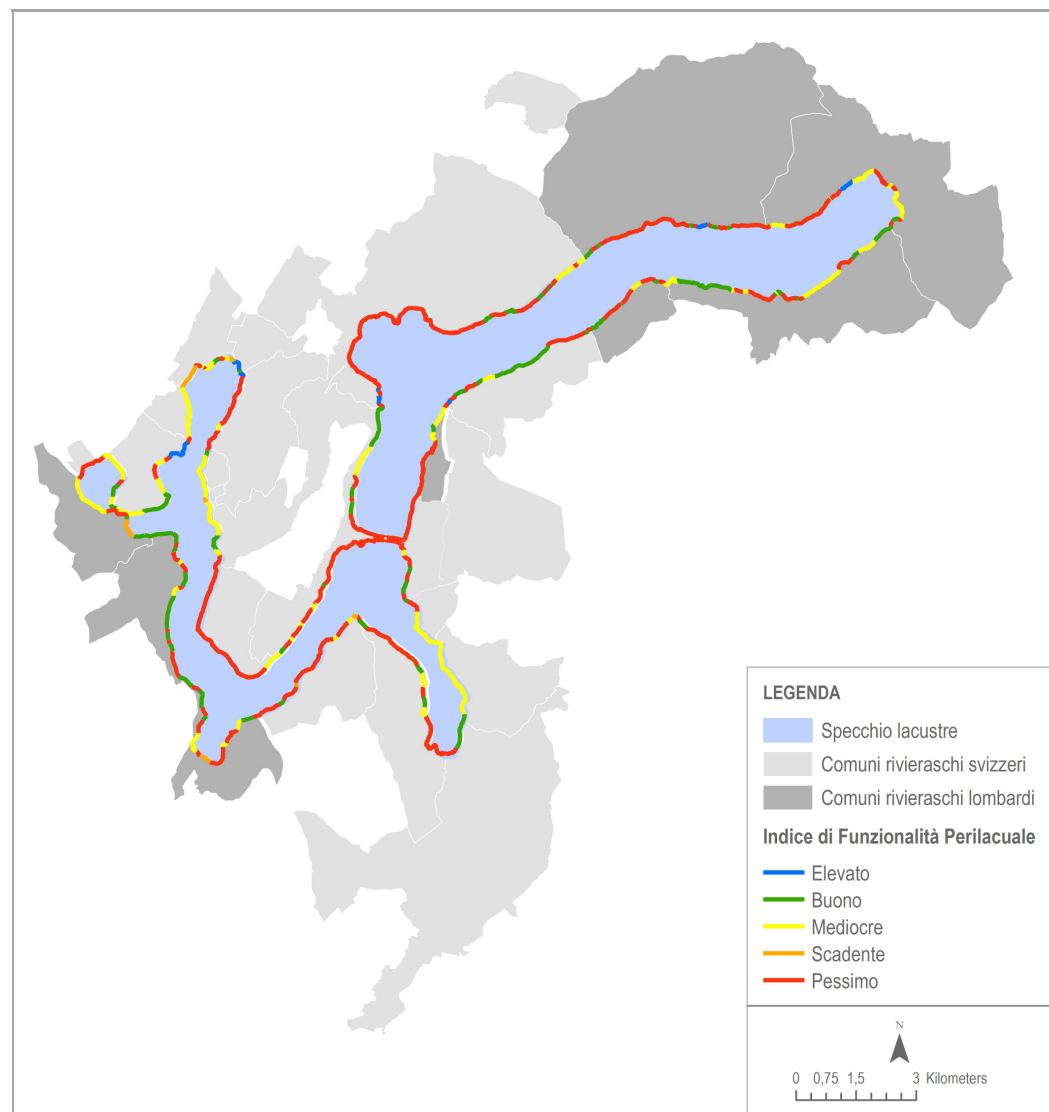 LEGENDA
Specchio lacustre
Comuni rivieraschi svizzeri
Comuni rivieraschi lombardi
Indice di Funzionalità Perilacuale
Elevato
Buono
Mediocre
Scadente
Pessimo
N
0 0,75 1,5 3 Kilometers